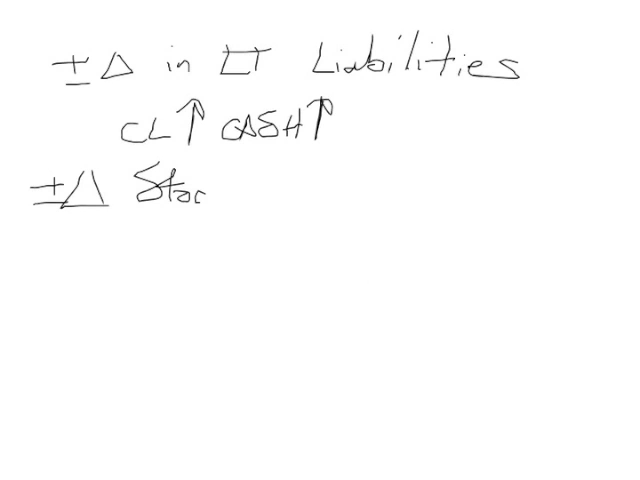 ± Δ in LT Liabilities
CL ↑ CASH ↑
± Δ Stoc